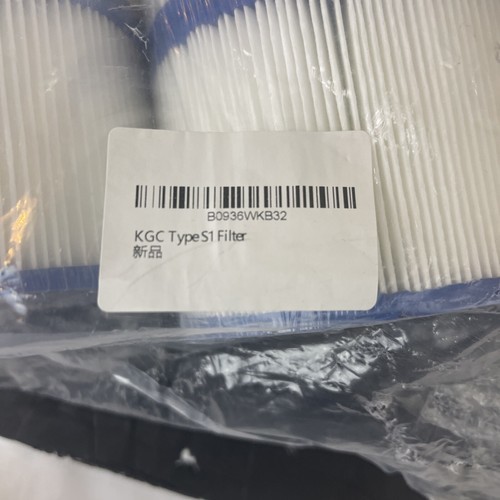 B0936WKB32
KGC Type S1 Filter
新品